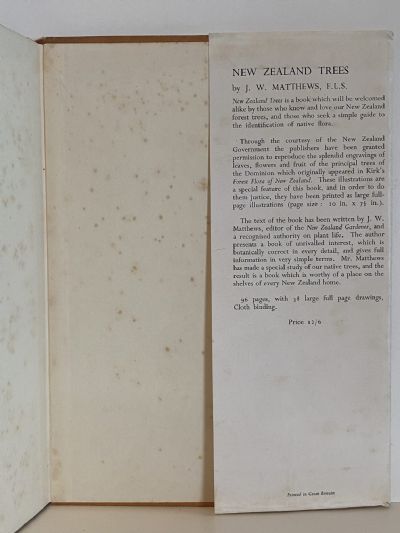 NEW ZEALAND TREES
by J. W. MATTHEWS, F.L.S.
New Zealand Trees is a book which will be welcomed
alike by those who know and love our New Zealand
forest trees, and those who seek a simple guide to
the identification of native flora.
Through the courtesy of the New Zealand
Government the publishers have been granted
permission to reproduce the splendid engravings of
leaves, flowers and fruit of the principal trees of
the Dominion which originally appeared in Kirk's
Forest Flora of New Zealand. These illustrations are
a special feature of this book, and in order to do
them justice, they have been printed as large full-
page illustrations (page size : 10 in. x 7½ in.).
The text of the book has been written by J. W.
Matthews, editor of the New Zealand Gardener, and
a recognised authority on plant life. The author
presents a book of unrivalled interest, which is
botanically correct in every detail, and gives full
information in very simple terms. Mr. Matthews
has made a special study of our native trees, and the
result is a book which is worthy of a place on the
shelves of every New Zealand home.
96 pages, with 38 large full page drawings.
Cloth binding.
Price 12/6
Printed in Great Britain